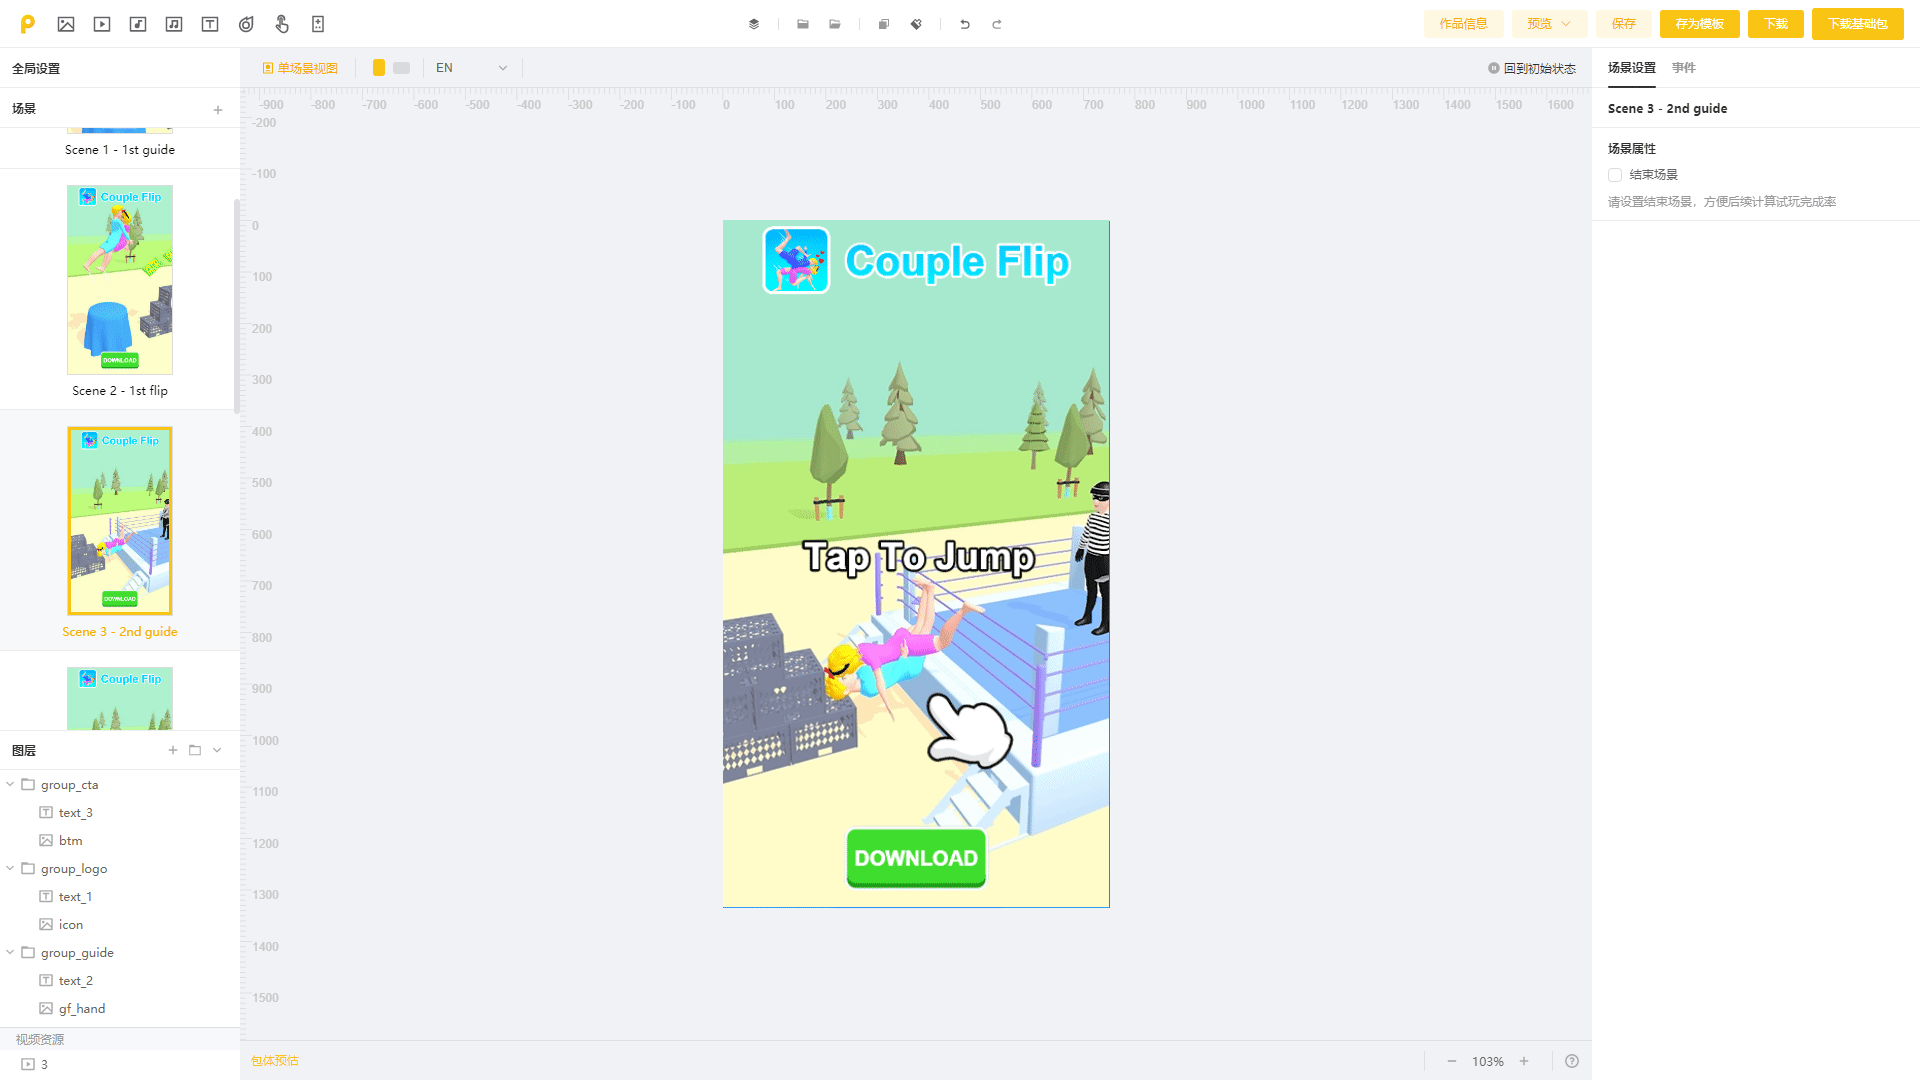 P
作品信息
预览
保存
存为模板
下载
下载基础包
全局设置
单场景视图
EN
回到初始状态
场景设置
事件
场景
-900 -800 -700 -600 -500 -400 -300 -200 -100 0 100 200 300 400 500 600 700 800 900 1000 1100 1200 1300 1400 1500 1600
-200
-100
0
100
200
300
400
500
600
700
800
900
1000
1100
1200
1300
1400
1500
Scene 1 - 1st guide
Couple Flip
DOWNLOAD
Scene 2 - 1st flip
Couple Flip
DOWNLOAD
Scene 3 - 2nd guide
Couple Flip
Couple Flip
Tap To Jump
DOWNLOAD
Scene 3 - 2nd guide
场景属性
结束场景
请设置结束场景，方便后续计算试玩完成率
图层
group_cta
text_3
btm
group_logo
text_1
icon
group_guide
text_2
gf_hand
视频资源
3
包体预估
103%